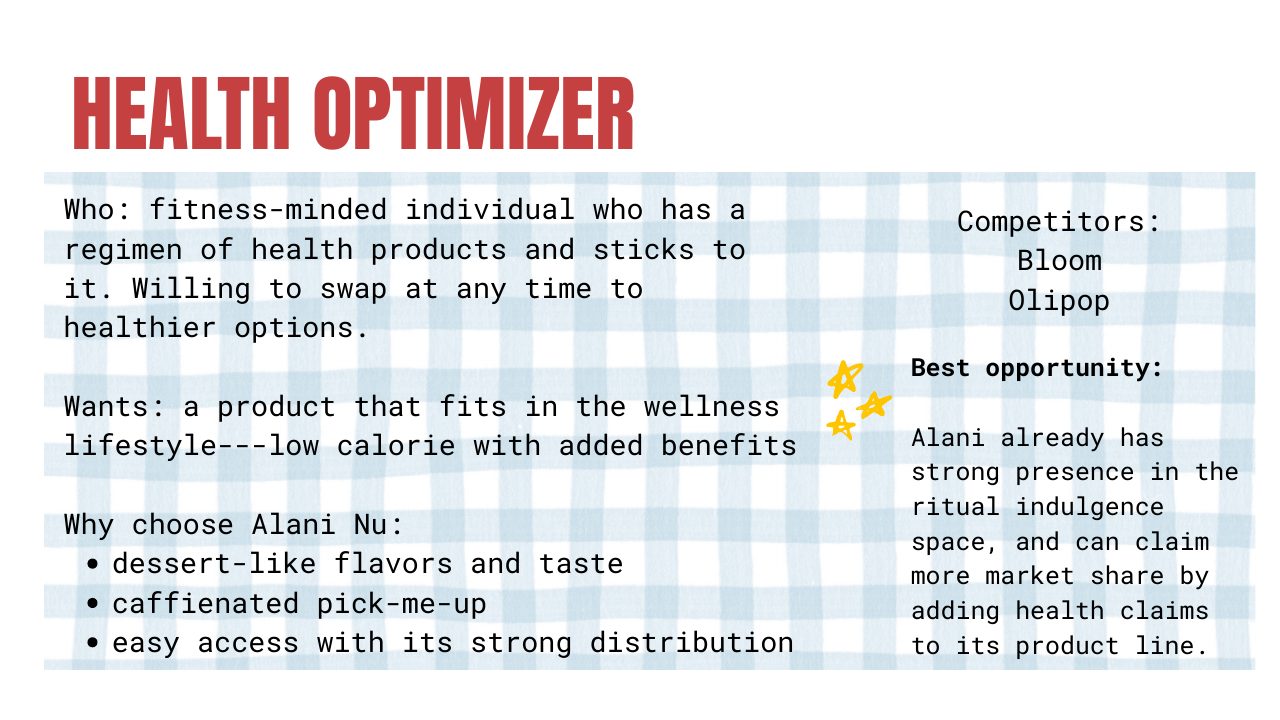 HEALTH OPTIMIZER
Who: fitness-minded individual who has a
regimen of health products and sticks to
it. Willing to swap at any time to
healthier options.
Wants: a product that fits in the wellness
lifestyle---low calorie with added benefits
Why choose Alani Nu:
• dessert-like flavors and taste
• caffienated pick-me-up
• easy access with its strong distribution
Competitors:
Bloom
Olipop
Best opportunity:
Alani already has
strong presence in the
ritual indulgence
space, and can claim
more market share by
adding health claims
to its product line.